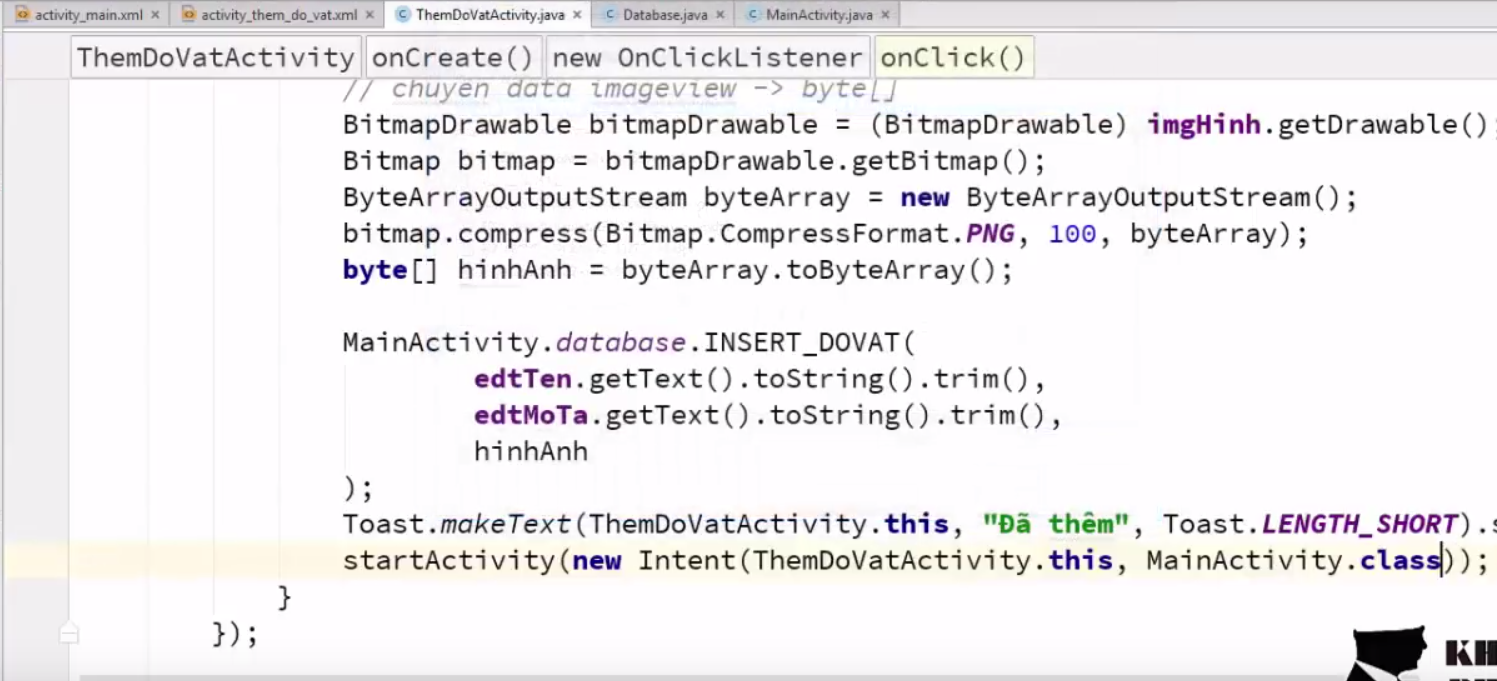 activity_main.xml × activity_them_do_vat.xml × ThemDoVatActivity.java × Database.java × MainActivity.java ×
ThemDoVatActivity onCreate() new OnClickListener onClick()
// chuyển data imageview -> byte[]
BitmapDrawable bitmapDrawable = (BitmapDrawable) imgHinh.getDrawable();
Bitmap bitmap = bitmapDrawable.getBitmap();
ByteArrayOutputStream byteArray = new ByteArrayOutputStream();
bitmap.compress(Bitmap.CompressFormat.PNG, 100, byteArray);
byte[] hinhAnh = byteArray.toByteArray();
MainActivity.database.INSERT_DOVAT(
edtTen.getText().toString().trim(),
edtMoTa.getText().toString().trim(),
hinhAnh
);
Toast.makeText(ThemDoVatActivity.this, "Đã thêm", Toast.LENGTH_SHORT).s
startActivity(new Intent(ThemDoVatActivity.this, MainActivity.class));
}
});
KH